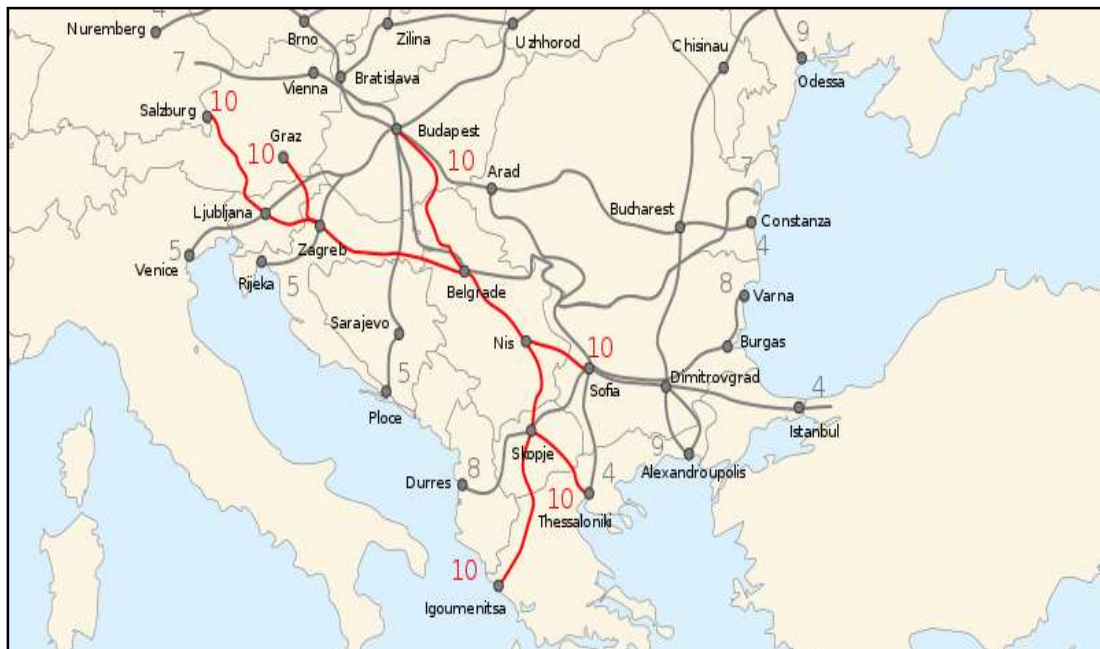 4
6
9
Nuremberg
Brno
Zilina
Uzhhorod
Chisinau
5
7
Vienna
Bratislava
Odessa
Salzburg
10
Graz
10
Budapest
10
Arad
7
Ljubljana
Bucharest
Constanza
Zagreb
4
5
Venice
Rijeka
5
Belgrade
8
Varna
Sarajevo
Nis
10
Burgas
Sofia
Dimitrovgrad
5
4
Ploce
Istanbul
Skopje
9
Alexandroupolis
Durres
8
10
4
Thessaloniki
10
Igoumenitsa